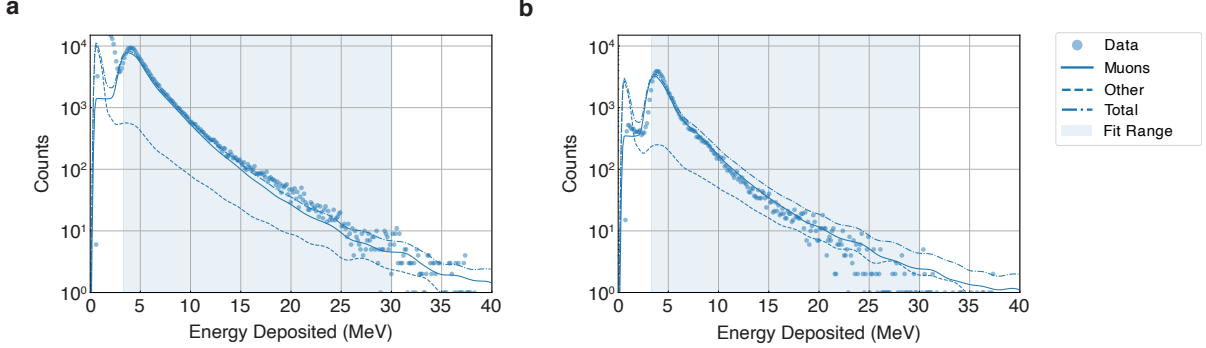 a
b
10⁴
10³
10²
10¹
10⁰
Counts
0 5 10 15 20 25 30 35 40
Energy Deposited (MeV)
10⁴
10³
10²
10¹
10⁰
Counts
0 5 10 15 20 25 30 35 40
Energy Deposited (MeV)
Data
Muons
Other
Total
Fit Range